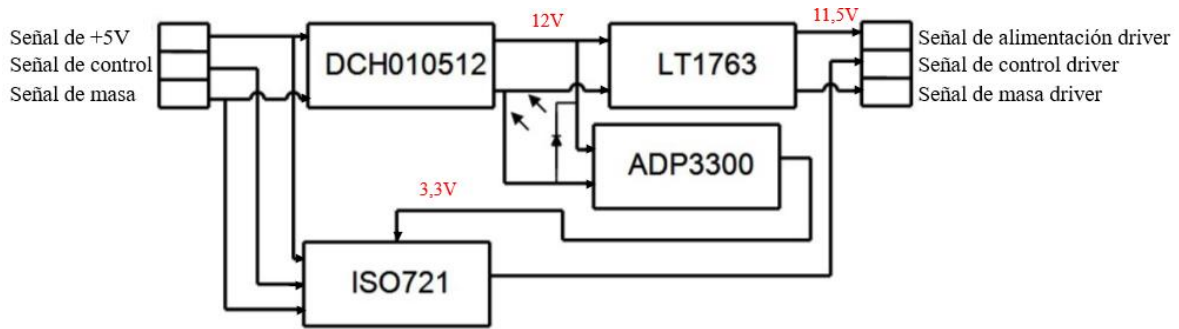 12V
11,5V
Señal de +5V
Señal de control
Señal de masa
DCH010512
LT1763
Señal de alimentación driver
Señal de control driver
Señal de masa driver
ADP3300
3,3V
ISO721